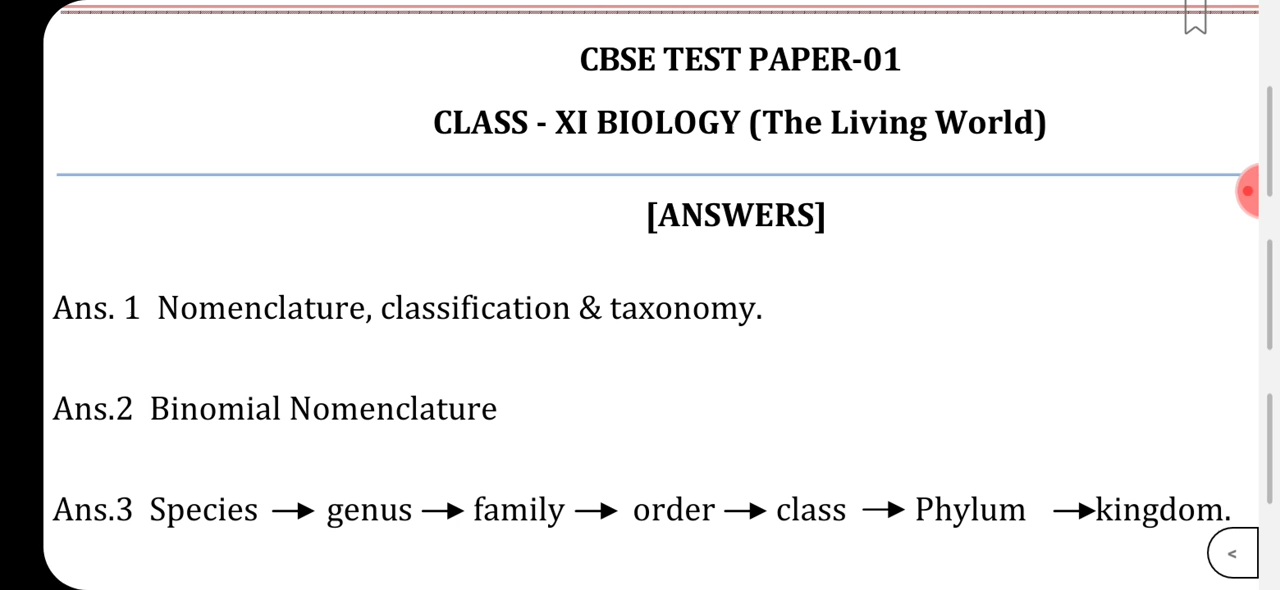 CBSE TEST PAPER-01
CLASS - XI BIOLOGY (The Living World)
[ANSWERS]
Ans. 1 Nomenclature, classification & taxonomy.
Ans.2 Binomial Nomenclature
Ans.3 Species → genus → family → order → class → Phylum → kingdom.
<